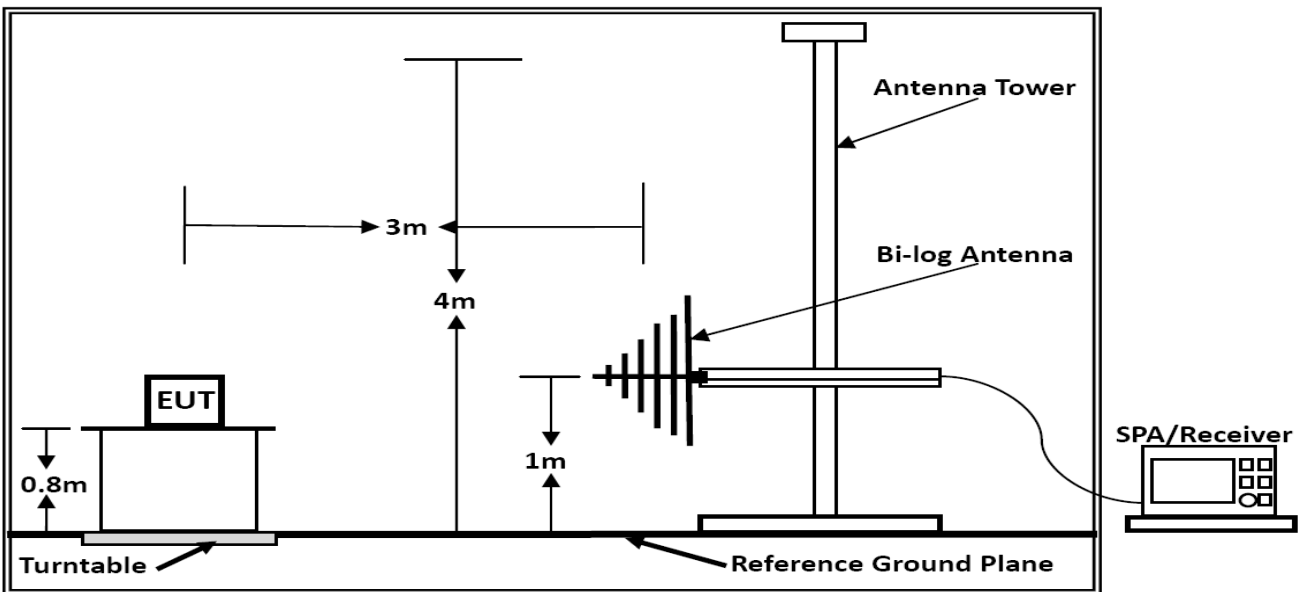 Antenna Tower
3m
Bi-log Antenna
4m
EUT
SPA/Receiver
1m
0.8m
Turntable
Reference Ground Plane